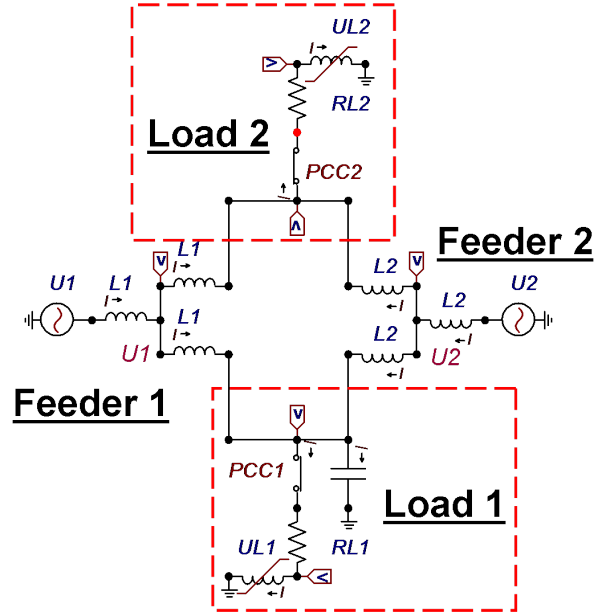 UL2
I
V
RL2
Load 2
PCC2
I
V
Feeder 2
V
L1
I
V
L2
I
U1
L1
I
L2
U2
I
L1
I
L2
I
U1
U2
Feeder 1
V
I
I
PCC1
Load 1
UL1
RL1
V
I